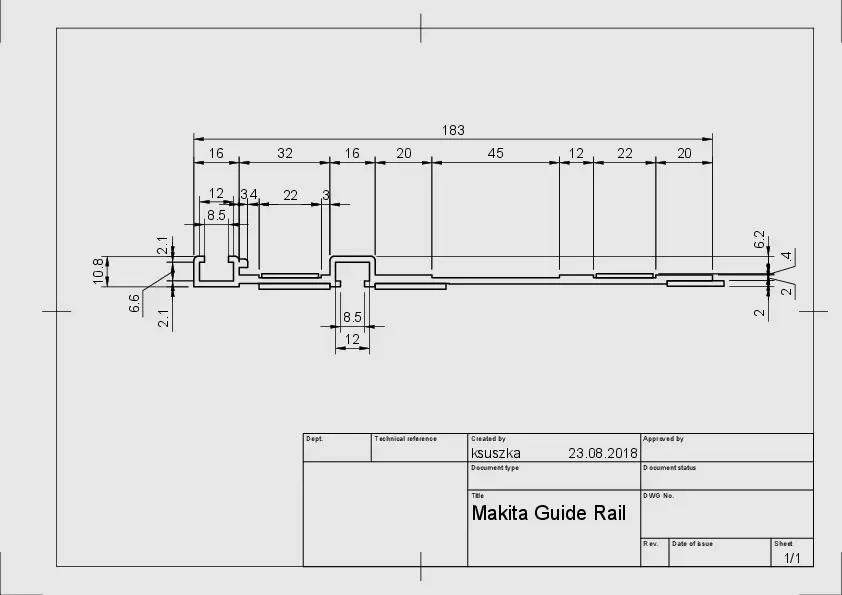 183
16 32 16 20 45 12 22 20
12 3 4 22 3
8.5
2.1
10.8
6.6
2.1
8.5
12
6.2
.4
2
2
Dept. Technical reference Created by Approved by
ksuszka 23.08.2018
Document type Document status
Title DWG No.
Makita Guide Rail
Rev. Date of issue Sheet
1/1